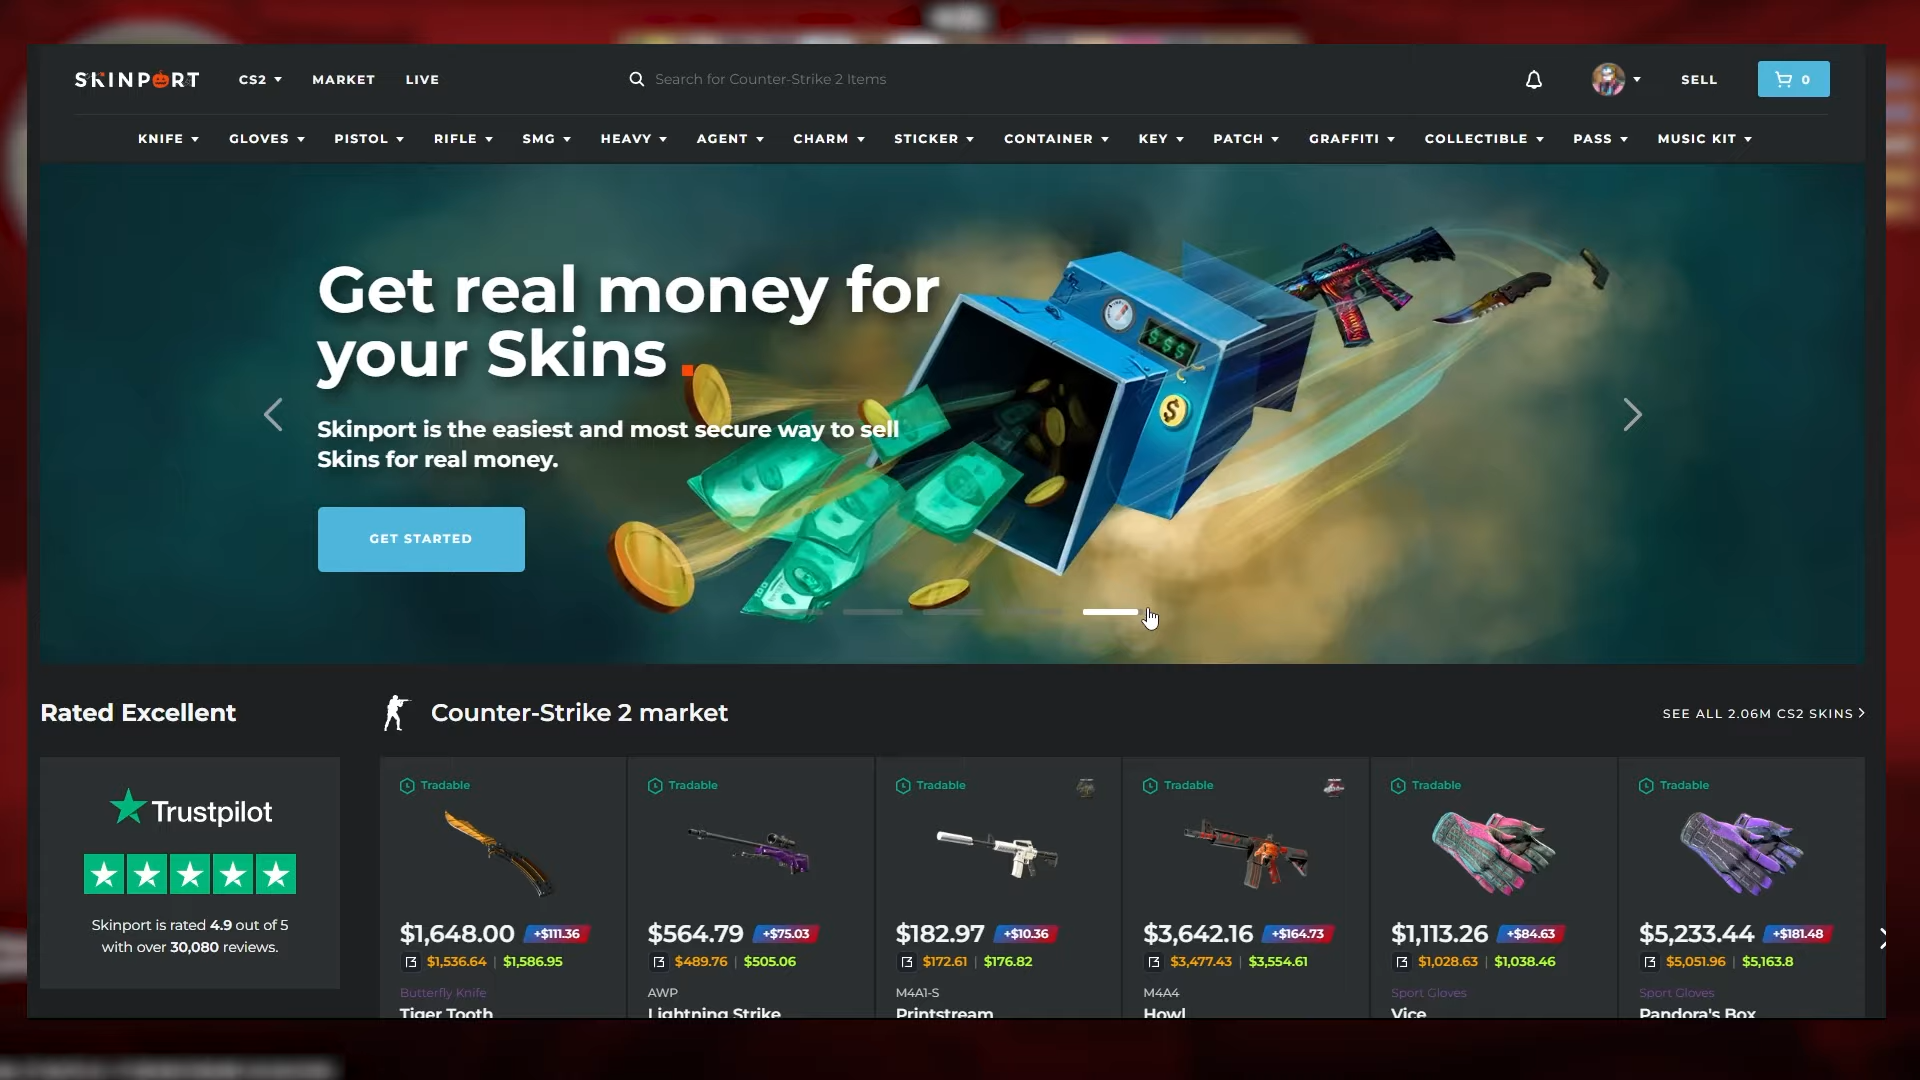 SKINPORT
CS2 MARKET LIVE
Search for Counter-Strike 2 Items
SELL
0
KNIFE GLOVES PISTOL RIFLE SMG HEAVY AGENT CHARM STICKER CONTAINER KEY PATCH GRAFFITI COLLECTIBLE PASS MUSIC KIT
Get real money for
your Skins
Skinport is the easiest and most secure way to sell
Skins for real money.
GET STARTED
$$$
$
Rated Excellent
Counter-Strike 2 market
SEE ALL 2.06M CS2 SKINS
Trustpilot
Skinport is rated 4.9 out of 5
with over 30,080 reviews.
Tradable
$1,648.00 +$111.36
$1,536.64 | $1,586.95
Butterfly Knife
Tiger Tooth
Tradable
$564.79 +$75.03
$489.76 | $505.06
AWP
Lightning Strike
Tradable
$182.97 +$10.36
$172.61 | $176.82
M4A1-S
Printstream
Tradable
$3,642.16 +$164.73
$3,477.43 | $3,554.61
M4A4
Howl
Tradable
$1,113.26 +$84.63
$1,028.63 | $1,038.46
Sport Gloves
Vice
Tradable
$5,233.44 +$181.48
$5,051.96 | $5,163.8
Sport Gloves
Pandora's Box